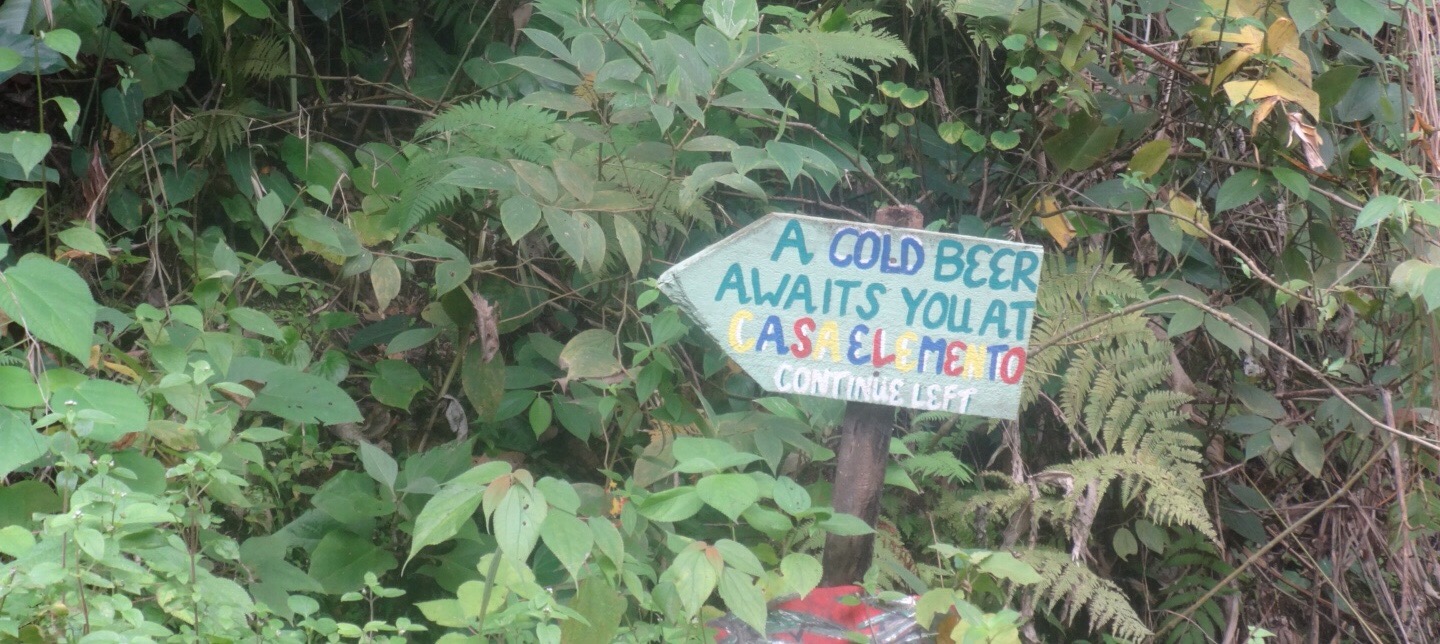 A COLD BEER
AWAITS YOU AT
CASA ELEMENTO
CONTINUE LEFT